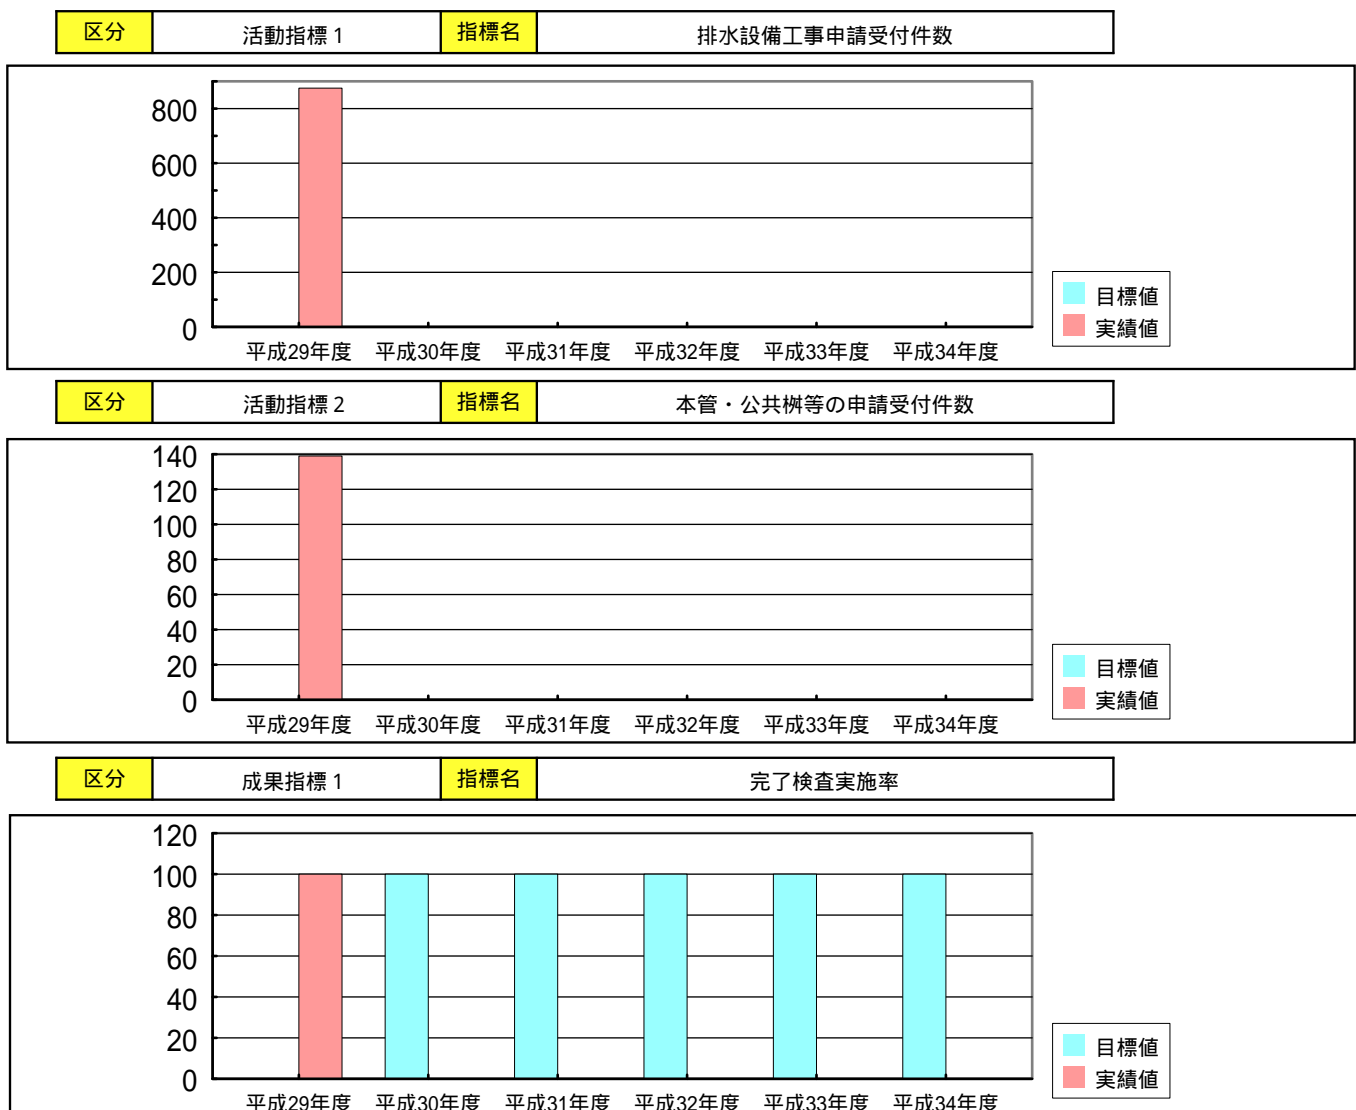 区分 活動指標1 指標名 排水設備工事申請受付件数
800
600
400
200
0
平成29年度 平成30年度 平成31年度 平成32年度 平成33年度 平成34年度
目標値
実績値
区分 活動指標2 指標名 本管・公共桝等の申請受付件数
140
120
100
80
60
40
20
0
平成29年度 平成30年度 平成31年度 平成32年度 平成33年度 平成34年度
目標値
実績値
区分 成果指標1 指標名 完了検査実施率
120
100
80
60
40
20
0
平成29年度 平成30年度 平成31年度 平成32年度 平成33年度 平成34年度
目標値
実績値